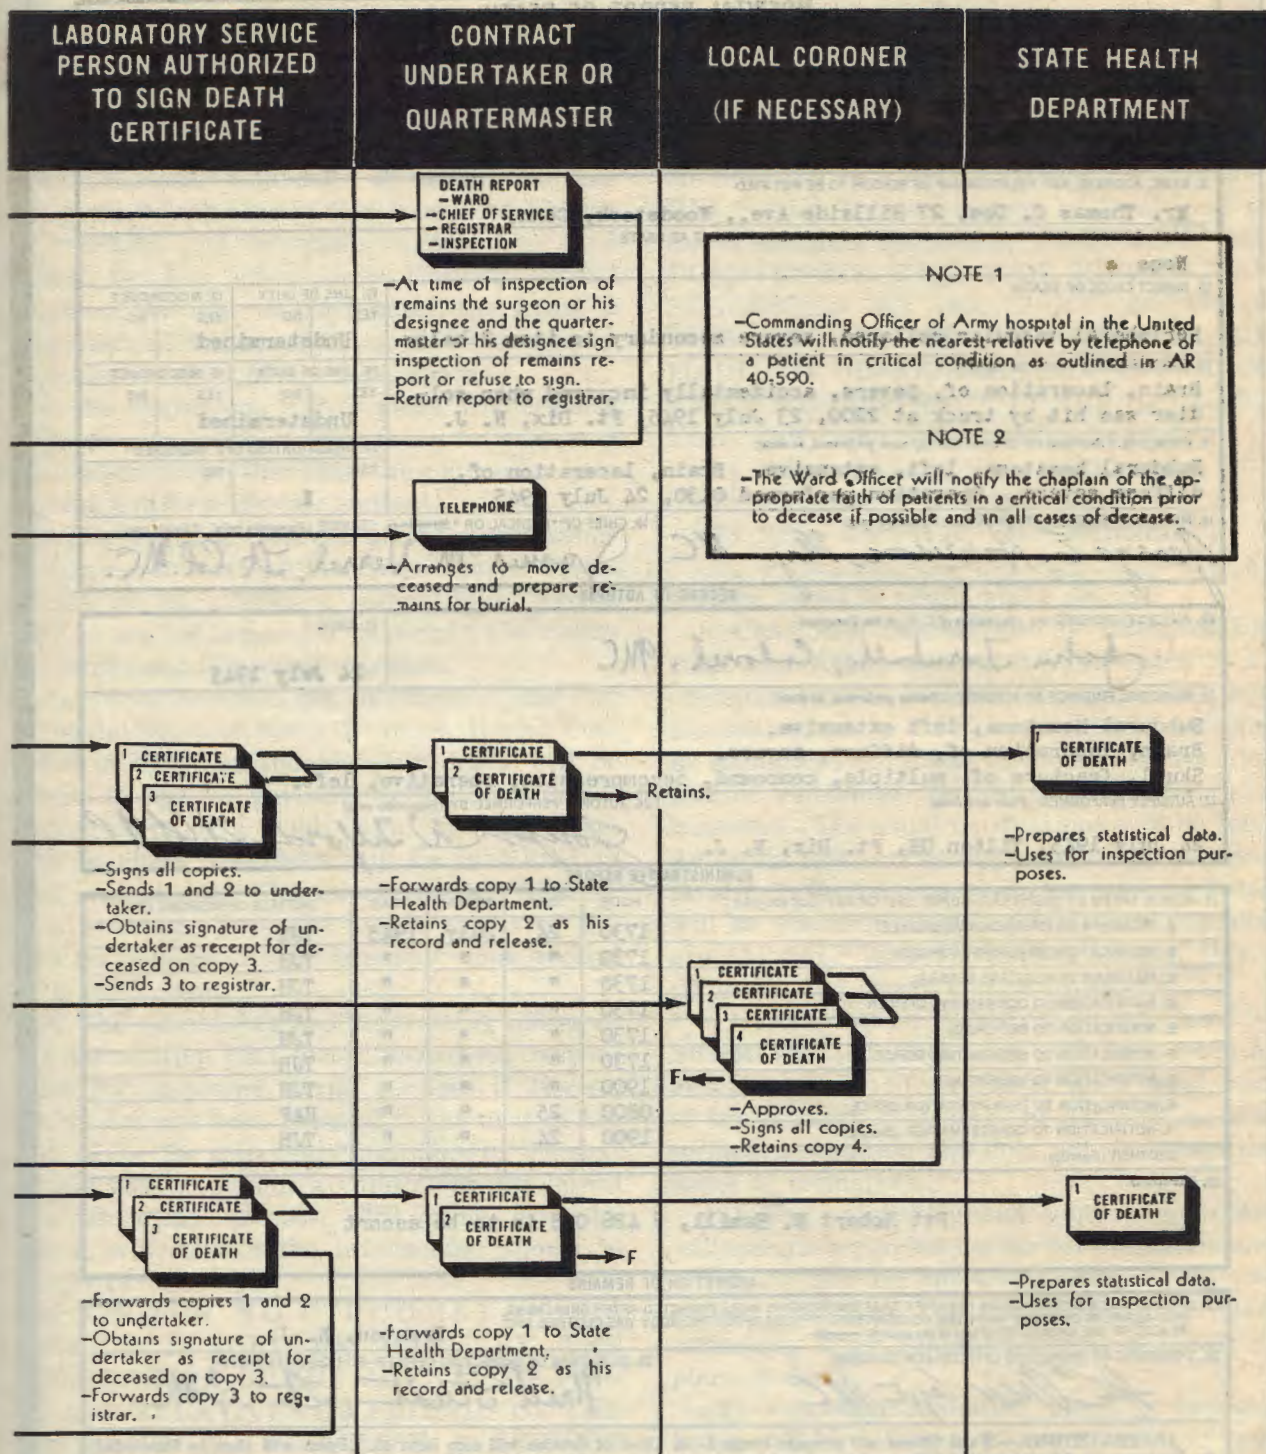 LABORATORY SERVICE
PERSON AUTHORIZED
TO SIGN DEATH
CERTIFICATE
CONTRACT
UNDERTAKER OR
QUARTERMASTER
LOCAL CORONER
(IF NECESSARY)
STATE HEALTH
DEPARTMENT
DEATH REPORT
-WARD
-CHIEF OF SERVICE
-REGISTRAR
-INSPECTION
-At time of inspection of
remains the surgeon or his
designee and the quarter-
master or his designee sign
inspection of remains re-
port or refuse to sign.
-Return report to registrar.
NOTE 1
-Commanding Officer of Army hospital in the United
States will notify the nearest relative by telephone of
a patient in critical condition as outlined in AR
40-590.
NOTE 2
-The Ward Officer will notify the chaplain of the ap-
propriate faith of patients in a critical condition prior
to decease if possible and in all cases of decease.
TELEPHONE
-Arranges to move de-
ceased and prepare re-
mains for burial.
1 CERTIFICATE
2 CERTIFICATE
3 CERTIFICATE
OF DEATH
-Signs all copies.
-Sends 1 and 2 to under-
taker.
-Obtains signature of un-
dertaker as receipt for de-
ceased on copy 3.
-Sends 3 to registrar.
1 CERTIFICATE
2 CERTIFICATE
OF DEATH
Retains.
-Forwards copy 1 to State
Health Department.
-Retains copy 2 as his
record and release.
1 CERTIFICATE
OF DEATH
-Prepares statistical data.
-Uses for inspection pur-
poses.
1 CERTIFICATE
2 CERTIFICATE
3 CERTIFICATE
4 CERTIFICATE
OF DEATH
F
-Approves.
-Signs all copies.
-Retains copy 4.
1 CERTIFICATE
2 CERTIFICATE
3 CERTIFICATE
OF DEATH
-Forwards copies 1 and 2
to undertaker.
-Obtains signature of un-
dertaker as receipt for
deceased on copy 3.
-Forwards copy 3 to reg-
istrar.
1 CERTIFICATE
2 CERTIFICATE
OF DEATH
F
-Forwards copy 1 to State
Health Department.
-Retains copy 2 as his
record and release.
1 CERTIFICATE
OF DEATH
-Prepares statistical data.
-Uses for inspection pur-
poses.